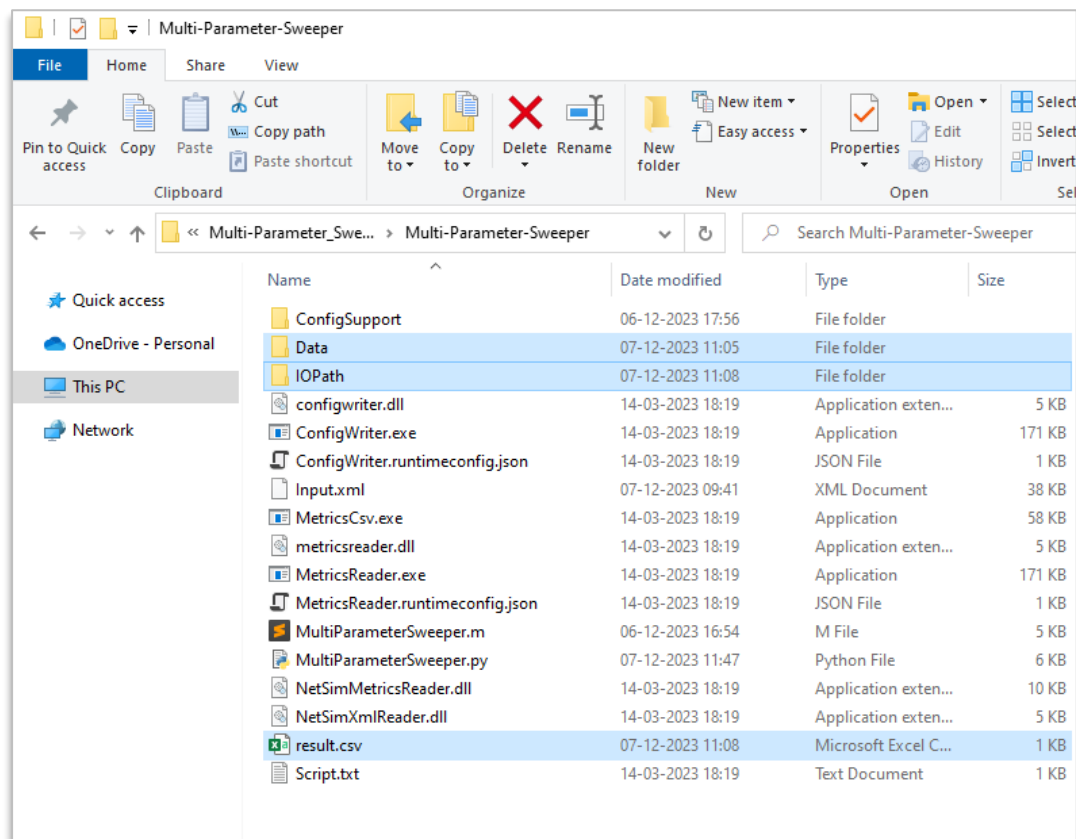 Multi-Parameter-Sweeper
File Home Share View
Pin to Quick access
Copy
Paste
Cut
Copy path
Paste shortcut
Clipboard
Move to
Copy to
Delete
Rename
Organize
New folder
New item
Easy access
New
Properties
Open
Edit
History
Open
Select
Select
Invert
Sel
« Multi-Parameter_Swe... › Multi-Parameter-Sweeper
Search Multi-Parameter-Sweeper
Quick access
OneDrive - Personal
This PC
Network
Name Date modified Type Size
ConfigSupport 06-12-2023 17:56 File folder
Data 07-12-2023 11:05 File folder
IOPath 07-12-2023 11:08 File folder
configwriter.dll 14-03-2023 18:19 Application exten... 5 KB
ConfigWriter.exe 14-03-2023 18:19 Application 171 KB
ConfigWriter.runtimeconfig.json 14-03-2023 18:19 JSON File 1 KB
Input.xml 07-12-2023 09:41 XML Document 38 KB
MetricsCsv.exe 14-03-2023 18:19 Application 58 KB
metricsreader.dll 14-03-2023 18:19 Application exten... 5 KB
MetricsReader.exe 14-03-2023 18:19 Application 171 KB
MetricsReader.runtimeconfig.json 14-03-2023 18:19 JSON File 1 KB
MultiParameterSweeper.m 06-12-2023 16:54 M File 5 KB
MultiParameterSweeper.py 07-12-2023 11:47 Python File 6 KB
NetSimMetricsReader.dll 14-03-2023 18:19 Application exten... 10 KB
NetSimXmlReader.dll 14-03-2023 18:19 Application exten... 5 KB
result.csv 07-12-2023 11:08 Microsoft Excel C... 1 KB
Script.txt 14-03-2023 18:19 Text Document 1 KB